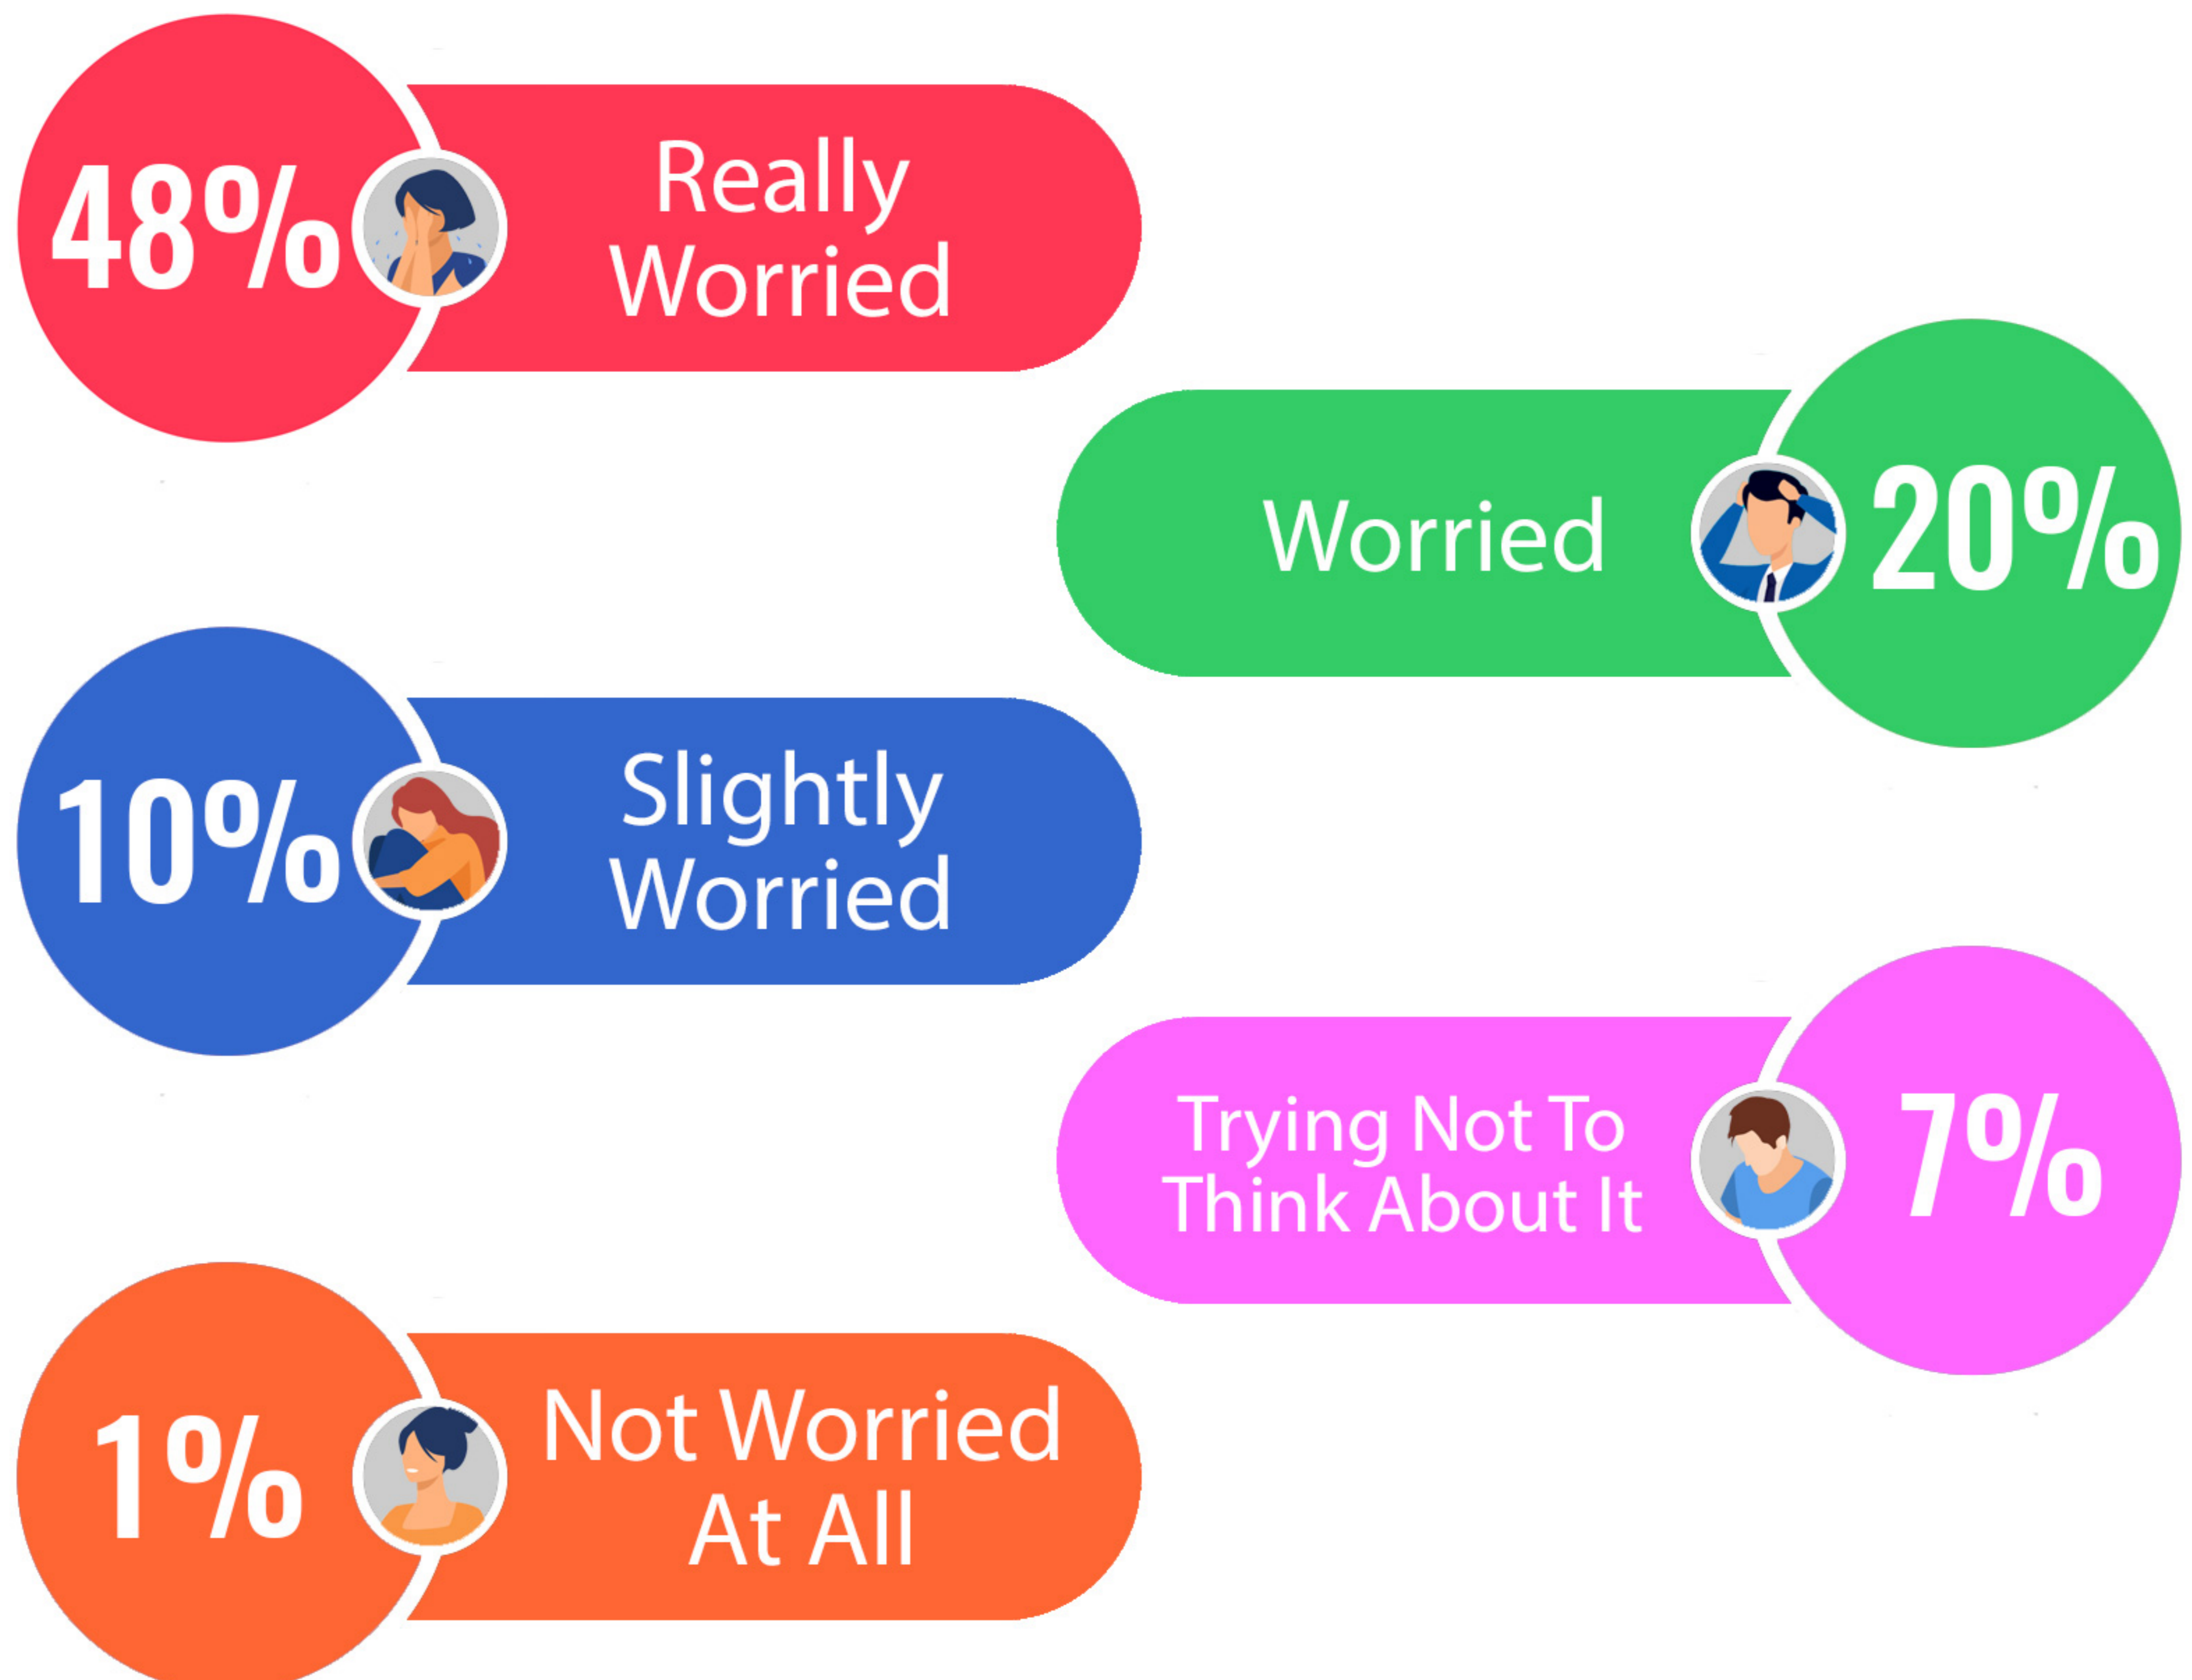 48%
Really
Worried
Worried
20%
10%
Slightly
Worried
Trying Not To
Think About It
7%
1%
Not Worried
At All